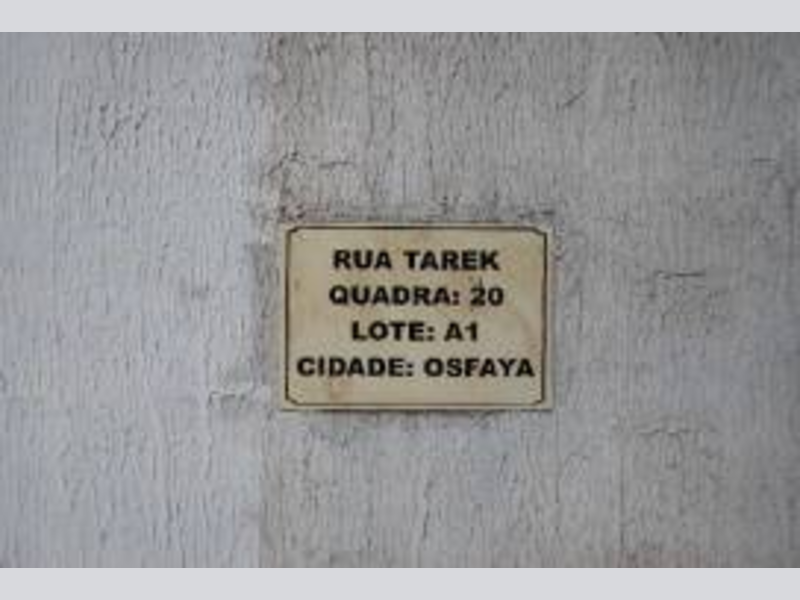 RUA TAREK
QUADRA: 20
LOTE: A1
CIDADE: OSFAYA